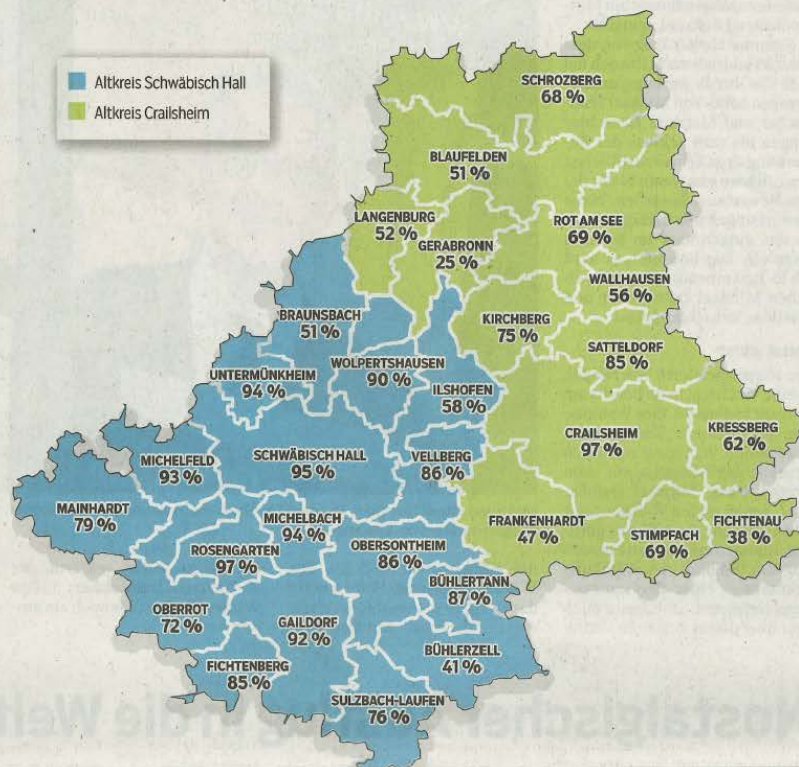 Altkreis Schwäbisch Hall
Altkreis Crailsheim
SCHROZBERG
68 %
BLAUFELDEN
51 %
LANGENBURG
52 %
GERABRONN
25 %
ROT AM SEE
69 %
WALLHAUSEN
56 %
BRAUNSBACH
51 %
KIRCHBERG
75 %
SATTELDORF
85 %
UNTERMÜNKHEIM
94 %
WOLPERTSHAUSEN
90 %
ILSHOFEN
58 %
CRAILSHEIM
97 %
KRESSBERG
62 %
MICHELFELD
93 %
SCHWÄBISCH HALL
95 %
VELLBERG
86 %
MAINHARDT
79 %
MICHELBACH
94 %
ROSENGARTEN
97 %
OBERSONTHEIM
86 %
FRANKENHARDT
47 %
STIMPFACH
69 %
FICHTENAU
38 %
BÜHLERTANN
87 %
OBERROT
72 %
GAILDORF
92 %
BÜHLERZELL
41 %
FICHTENBERG
85 %
SULZBACH-LAUFEN
76 %